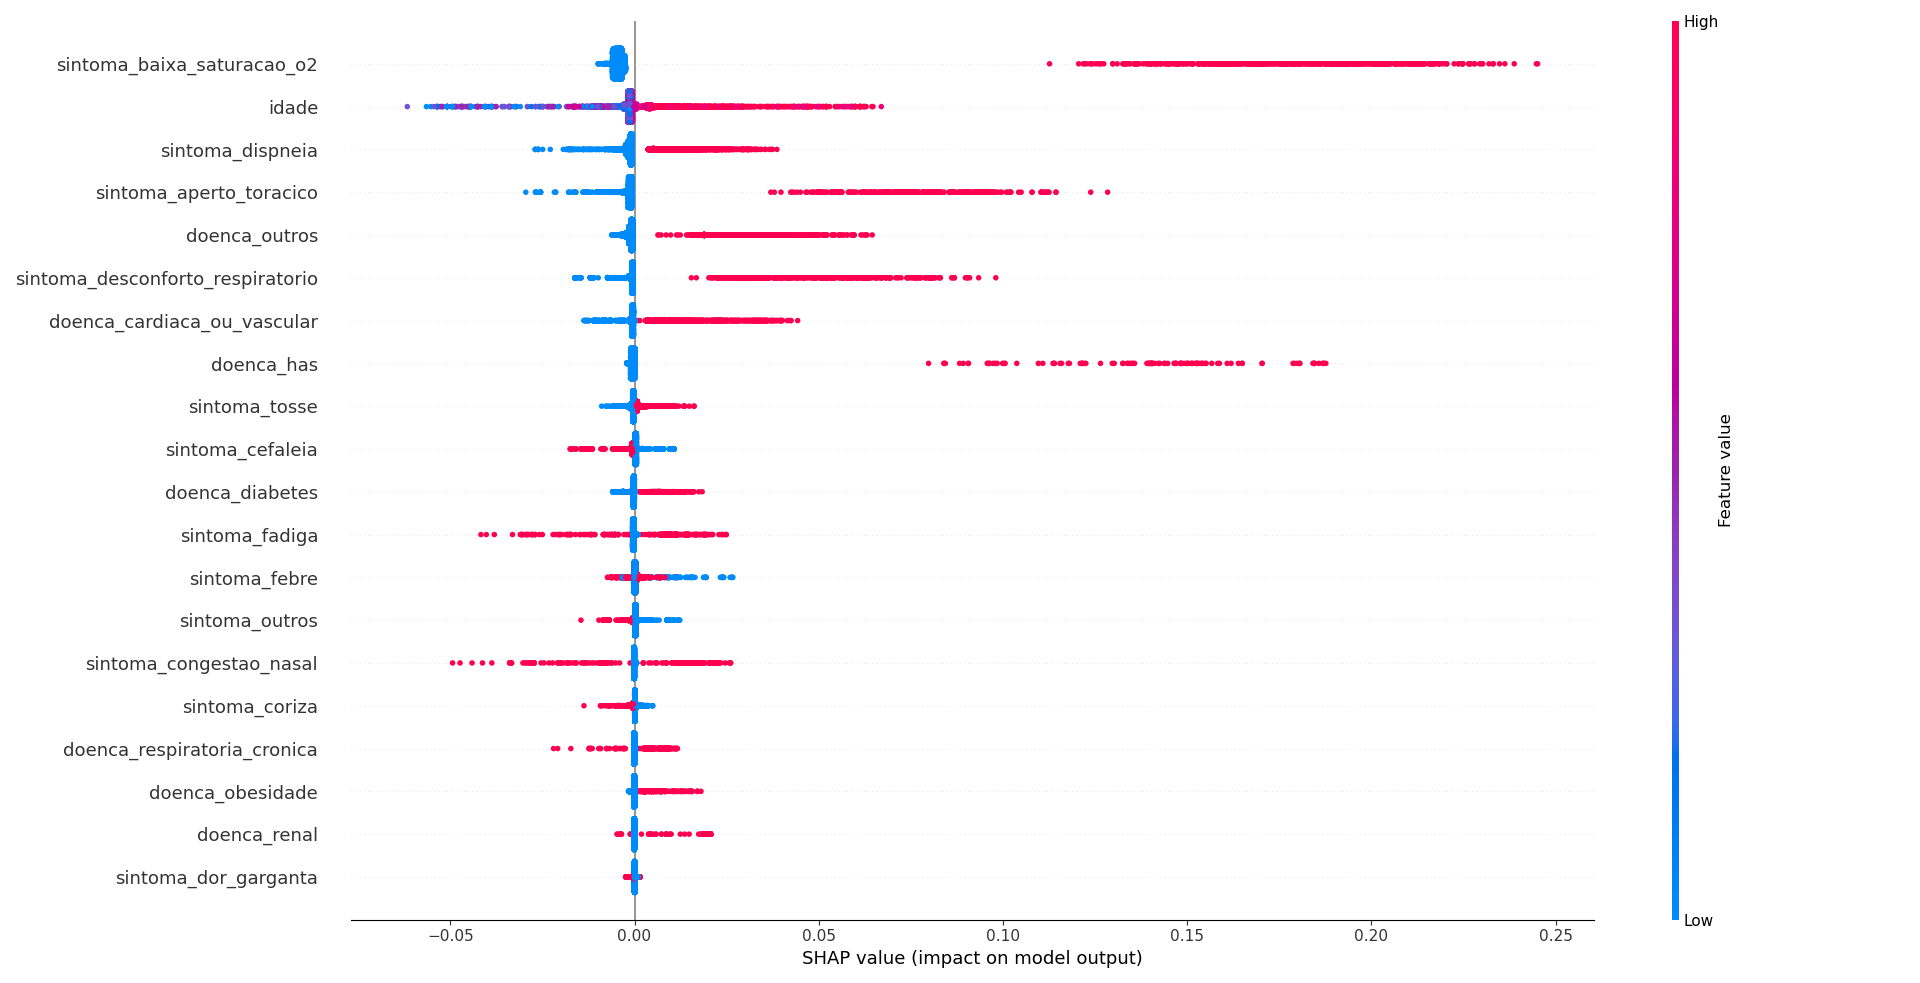 High
sintoma_baixa_saturacao_o2
idade
sintoma_dispneia
sintoma_aperto_toracico
doenca_outros
sintoma_desconforto_respiratorio
doenca_cardiaca_ou_vascular
doenca_has
sintoma_tosse
sintoma_cefaleia
doenca_diabetes
sintoma_fadiga
sintoma_febre
sintoma_outros
sintoma_congestao_nasal
sintoma_coriza
doenca_respiratoria_cronica
doenca_obesidade
doenca_renal
sintoma_dor_garganta
Feature value
Low
−0.05 0.00 0.05 0.10 0.15 0.20 0.25
SHAP value (impact on model output)